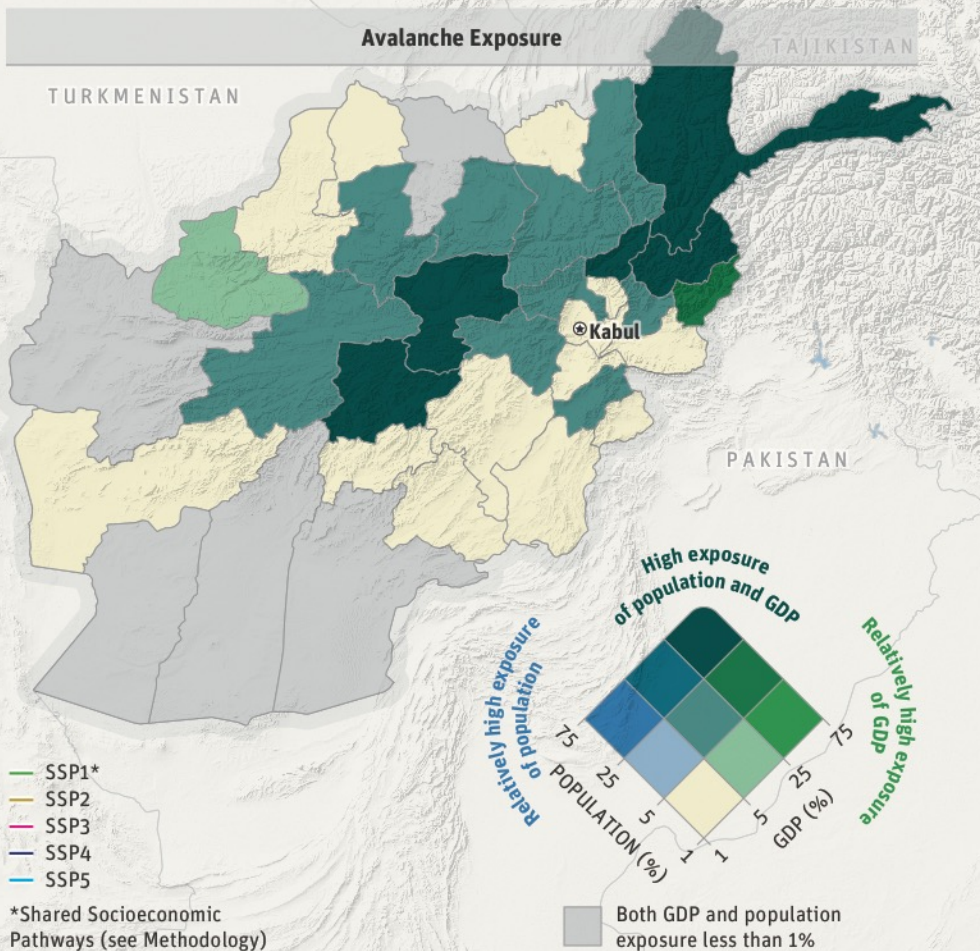 Avalanche Exposure
TAJIKISTAN
TURKMENISTAN
Kabul
PAKISTAN
High exposure
of population and GDP
Relatively high exposure
of population
Relatively high exposure
of GDP
75
25
5
1
POPULATION (%)
1
5
25
75
GDP (%)
SSP1*
SSP2
SSP3
SSP4
SSP5
*Shared Socioeconomic
Pathways (see Methodology)
Both GDP and population
exposure less than 1%